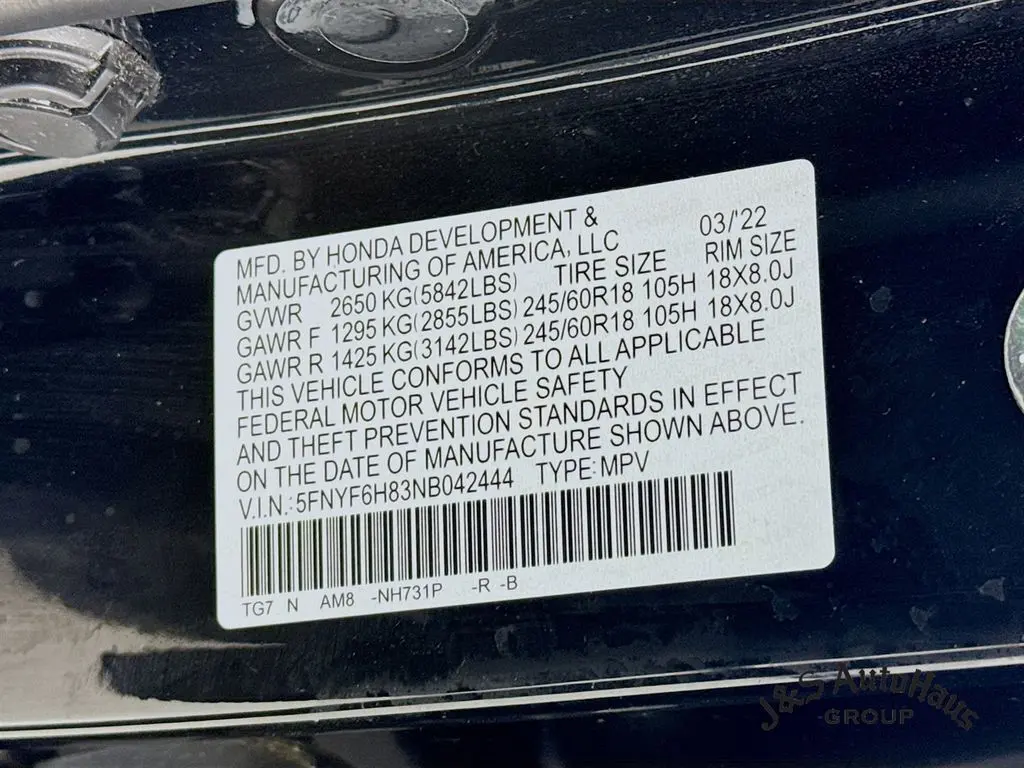 MFD. BY HONDA DEVELOPMENT &
MANUFACTURING OF AMERICA, LLC 03/'22
GVWR 2650 KG(5842LBS) TIRE SIZE RIM SIZE
GAWR F 1295 KG(2855LBS) 245/60R18 105H 18X8.0J
GAWR R 1425 KG(3142LBS) 245/60R18 105H 18X8.0J
THIS VEHICLE CONFORMS TO ALL APPLICABLE
FEDERAL MOTOR VEHICLE SAFETY
AND THEFT PREVENTION STANDARDS IN EFFECT
ON THE DATE OF MANUFACTURE SHOWN ABOVE.
V.I.N.:5FNYF6H83NB042444 TYPE:MPV
TG7 N AM8 -NH731P -R -B
J&S AutoHaus
GROUP